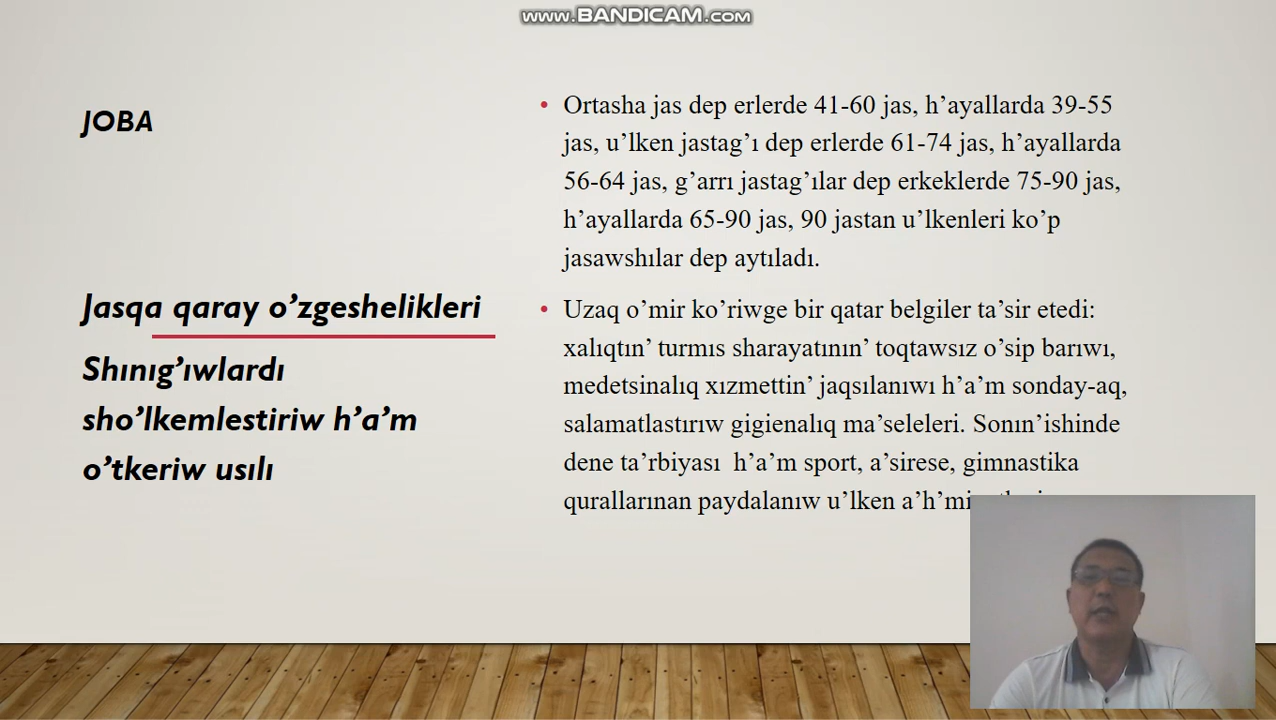 www.BANDICAM.com
JOBA
Jasqa qaray o’zgeshelikleri
Shınıg’ıwlardı
sho’lkemlestiriw h’a’m
o’tkeriw usılı
• Ortasha jas dep erlerde 41-60 jas, h’ayallarda 39-55
jas, u’lken jastag’ı dep erlerde 61-74 jas, h’ayallarda
56-64 jas, g’arrı jastag’ılar dep erkeklerde 75-90 jas,
h’ayallarda 65-90 jas, 90 jastan u’lkenleri ko’p
jasawshılar dep aytıladı.
• Uzaq o’mir ko’riwge bir qatar belgiler ta’sir etedi:
xalıqtın’ turmıs sharayatının’ toqtawsız o’sip barıwı,
medetsinalıq xızmettin’ jaqsılanıwı h’a’m sonday-aq,
salamatlastırıw gigienalıq ma’seleleri. Sonın’ishinde
dene ta’rbiyası h’a’m sport, a’sirese, gimnastika
qurallarınan paydalanıw u’lken